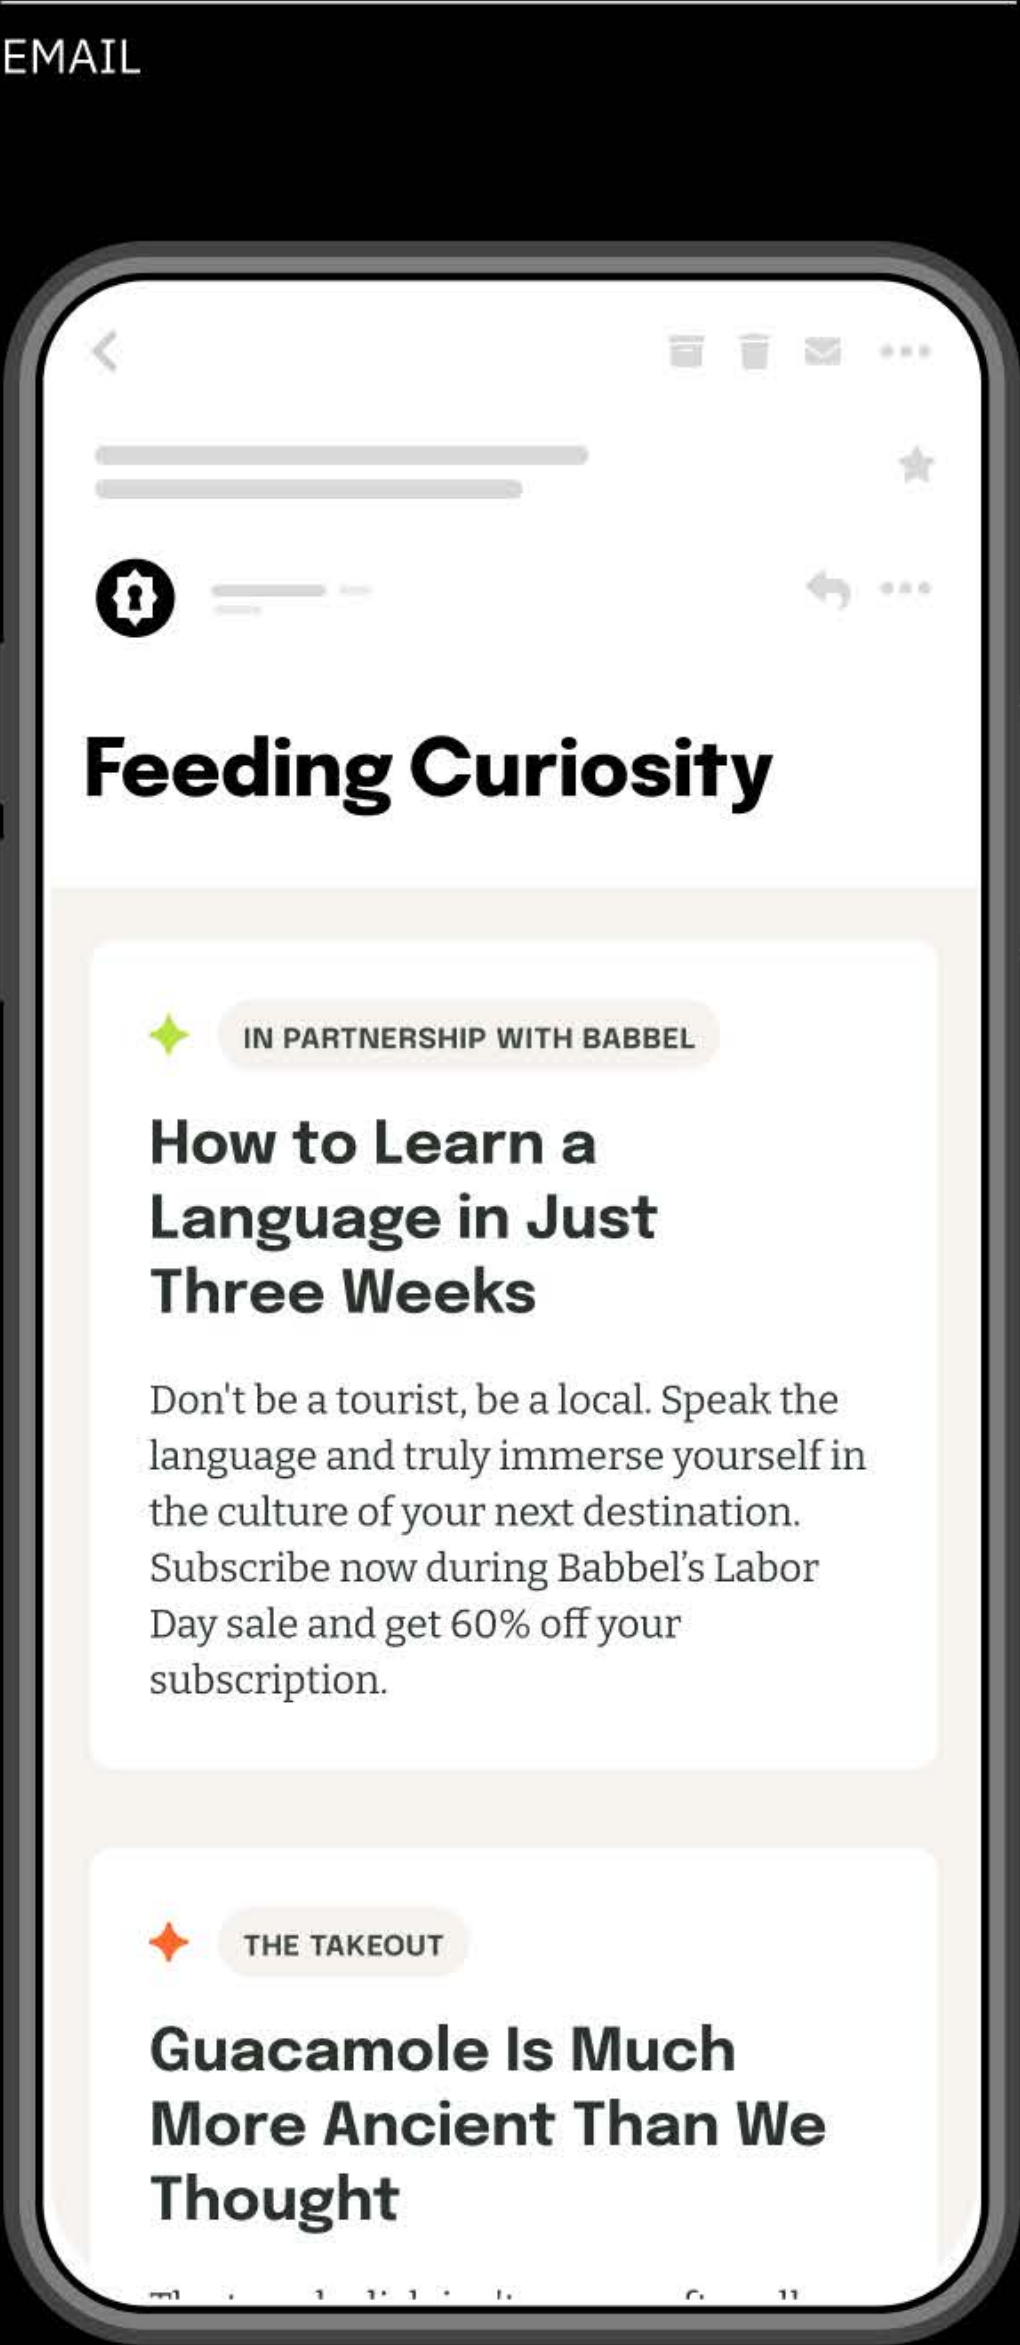 EMAIL
Feeding Curiosity
IN PARTNERSHIP WITH BABBEL
How to Learn a
Language in Just
Three Weeks
Don't be a tourist, be a local. Speak the
language and truly immerse yourself in
the culture of your next destination.
Subscribe now during Babbel’s Labor
Day sale and get 60% off your
subscription.
THE TAKEOUT
Guacamole Is Much
More Ancient Than We
Thought